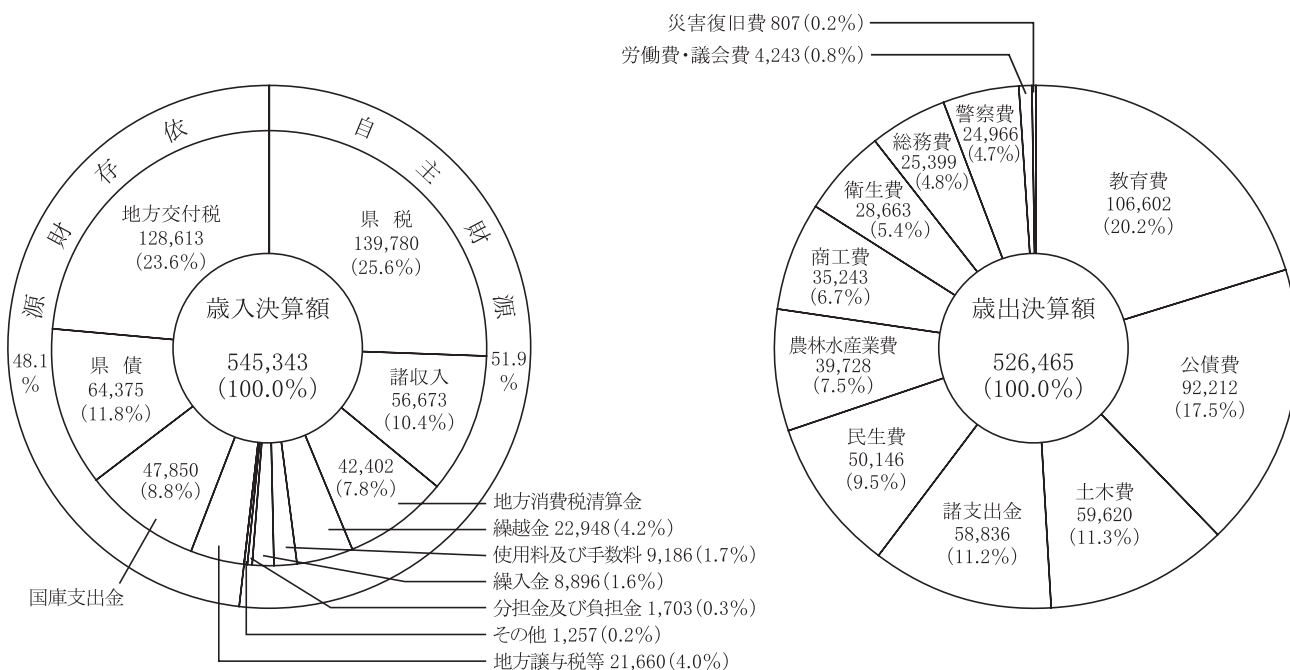 災害復旧費 807(0.2%)
労働費・議会費 4,243(0.8%)
依存財源
48.1
%
自主財源
51.9
%
歳入決算額
545,343
(100.0%)
県 税
139,780
(25.6%)
諸収入
56,673
(10.4%)
42,402
(7.8%)
地方消費税清算金
繰越金 22,948(4.2%)
使用料及び手数料 9,186(1.7%)
繰入金 8,896(1.6%)
分担金及び負担金 1,703(0.3%)
その他 1,257(0.2%)
地方譲与税等 21,660(4.0%)
国庫支出金
47,850
(8.8%)
県 債
64,375
(11.8%)
地方交付税
128,613
(23.6%)
歳出決算額
526,465
(100.0%)
教育費
106,602
(20.2%)
公債費
92,212
(17.5%)
土木費
59,620
(11.3%)
諸支出金
58,836
(11.2%)
民生費
50,146
(9.5%)
農林水産業費
39,728
(7.5%)
商工費
35,243
(6.7%)
衛生費
28,663
(5.4%)
総務費
25,399
(4.8%)
警察費
24,966
(4.7%)